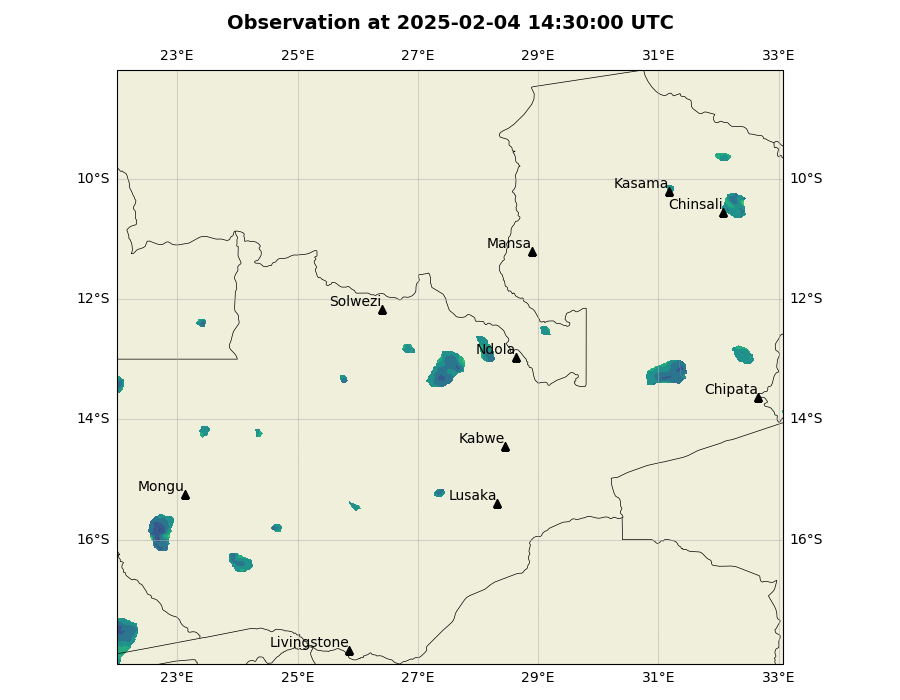 Observation at 2025-02-04 14:30:00 UTC
23°E 25°E 27°E 29°E 31°E 33°E
10°S 10°S
Kasama
Chinsali
Mansa
12°S 12°S
Solwezi
Ndola
Chipata
14°S 14°S
Kabwe
Mongu
Lusaka
16°S 16°S
Livingstone
23°E 25°E 27°E 29°E 31°E 33°E